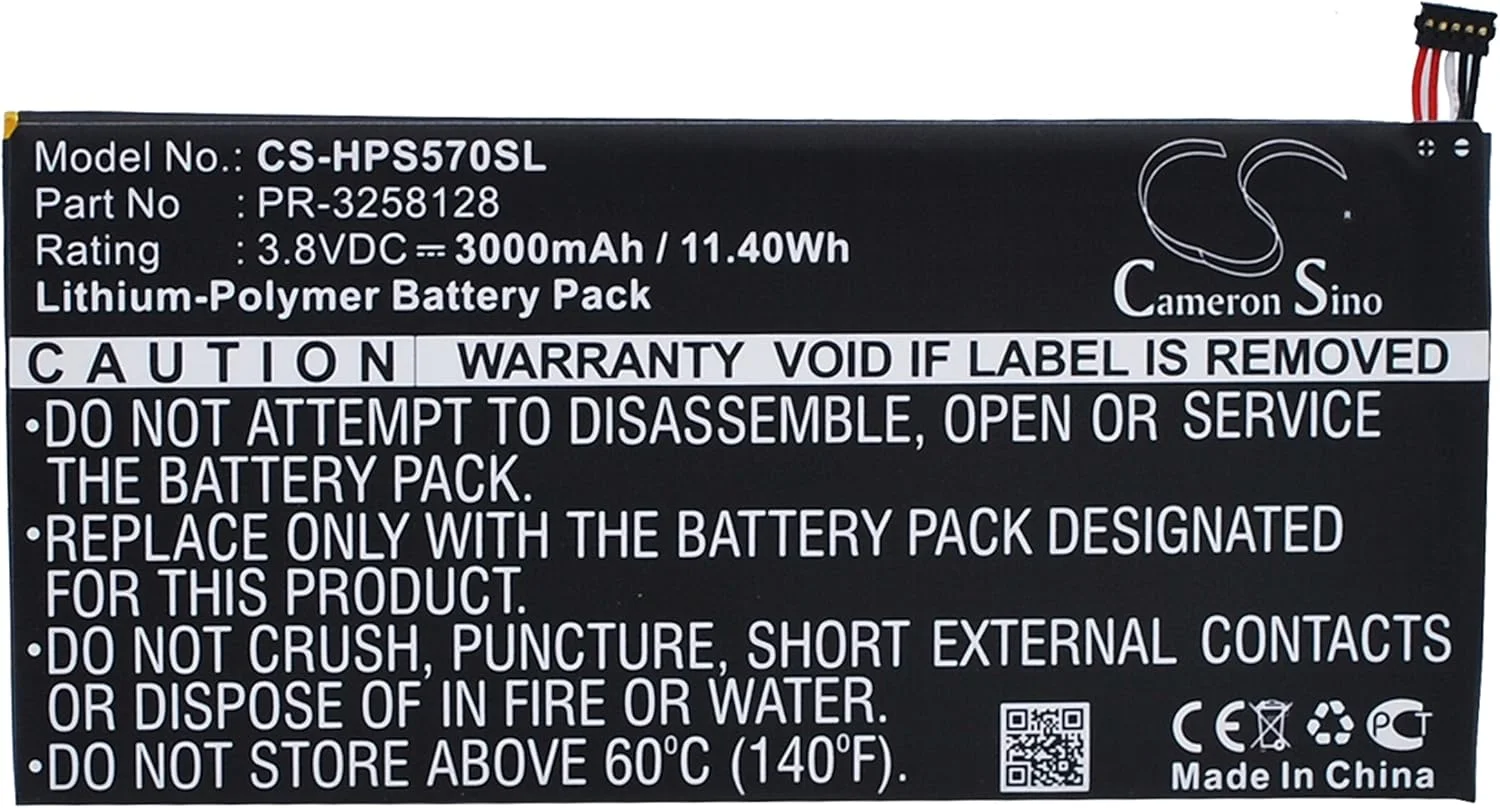 Model No.: CS-HPS570SL
Part No : PR-3258128
Rating : 3.8VDC⎓3000mAh / 11.40Wh
Lithium-Polymer Battery Pack
CS
Cameron Sino
CAUTION WARRANTY VOID IF LABEL IS REMOVED
•DO NOT ATTEMPT TO DISASSEMBLE, OPEN OR SERVICE
THE BATTERY PACK.
•REPLACE ONLY WITH THE BATTERY PACK DESIGNATED
FOR THIS PRODUCT.
•DO NOT CRUSH, PUNCTURE, SHORT EXTERNAL CONTACTS
OR DISPOSE OF IN FIRE OR WATER.
•DO NOT STORE ABOVE 60°C (140°F).
CE PCT
Made In China